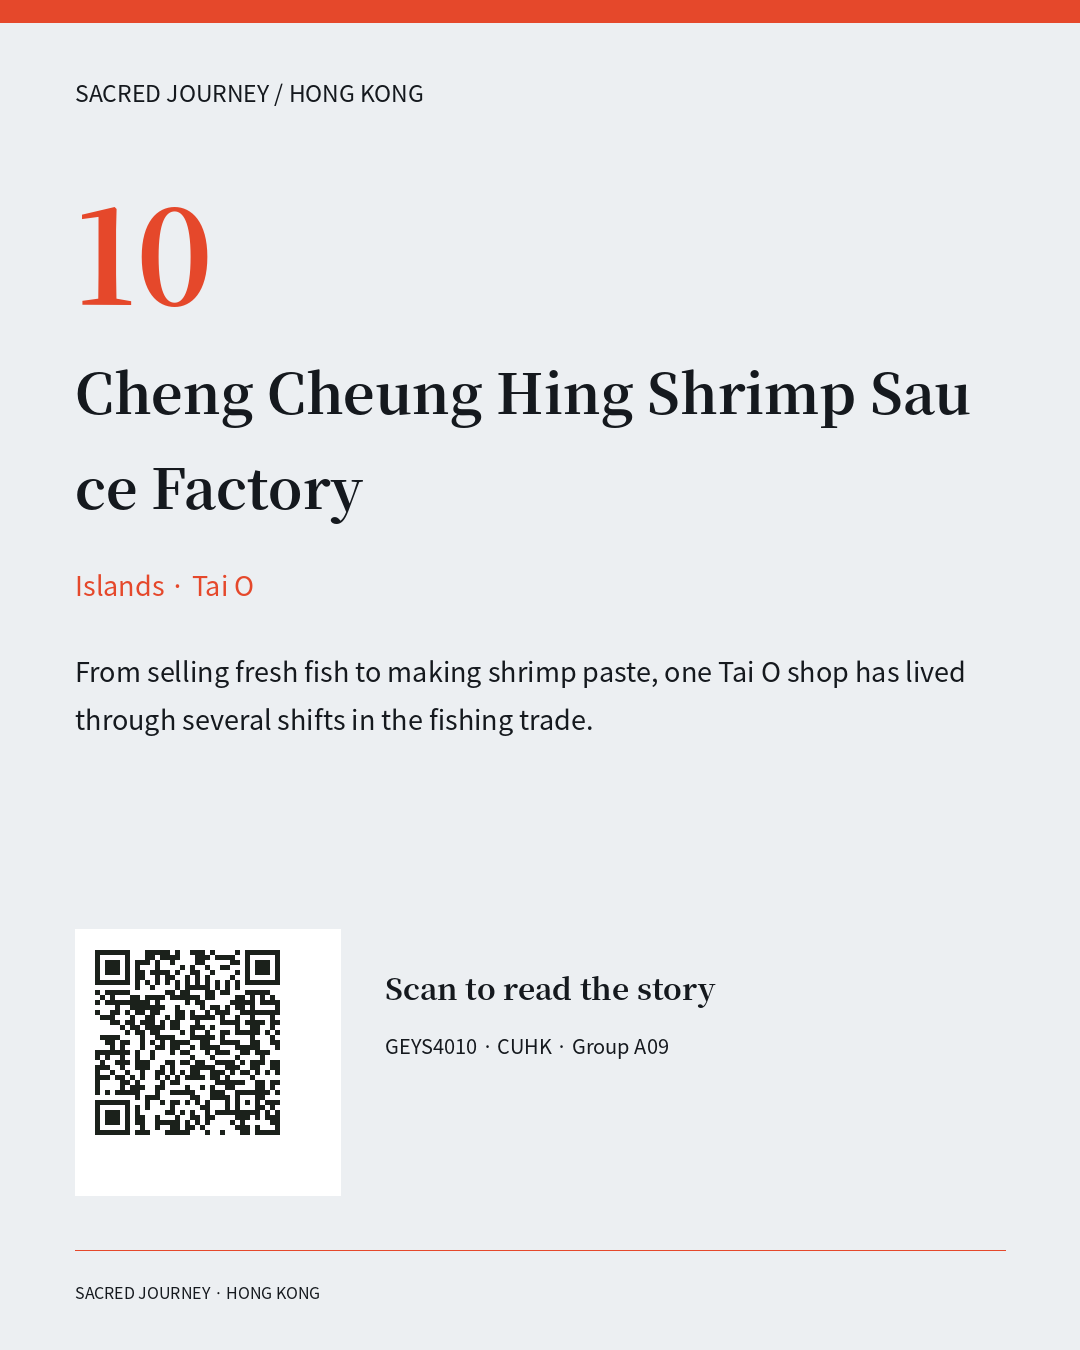 SACRED JOURNEY / HONG KONG
10
Cheng Cheung Hing Shrimp Sau
ce Factory
Islands · Tai O
From selling fresh fish to making shrimp paste, one Tai O shop has lived
through several shifts in the fishing trade.
Scan to read the story
GEYS4010 · CUHK · Group A09
SACRED JOURNEY · HONG KONG